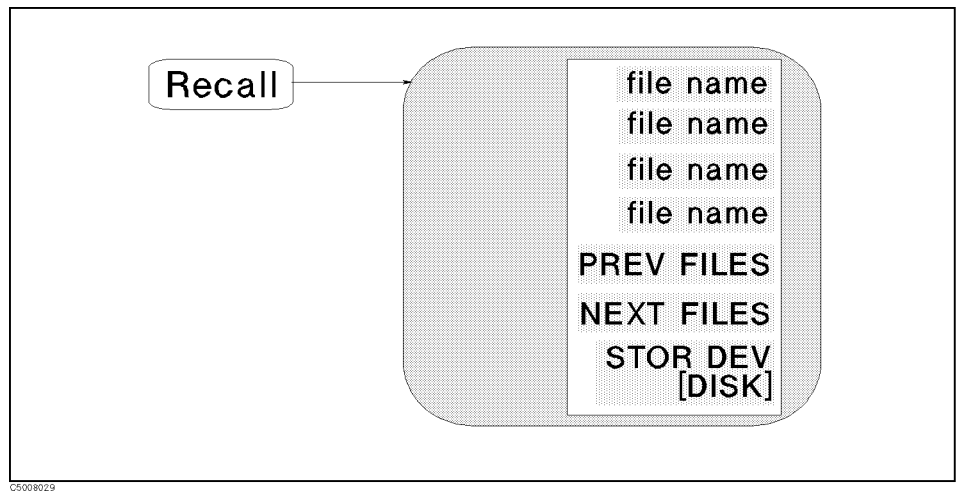 Recall
file name
file name
file name
file name
PREV FILES
NEXT FILES
STOR DEV
[DISK]
C5008029